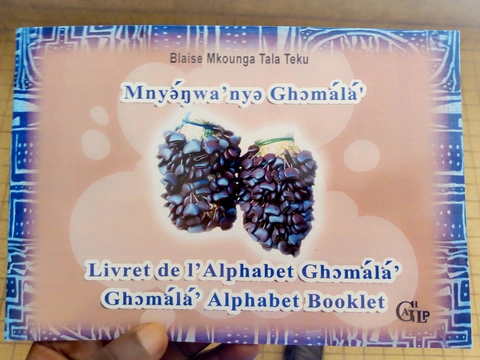 Blaise Mkounga Tala Teku
Mnyə́ŋwa'nyə Ghɔmálá'
Livret de l'Alphabet Ghɔmálá'
Ghɔmálá' Alphabet Booklet